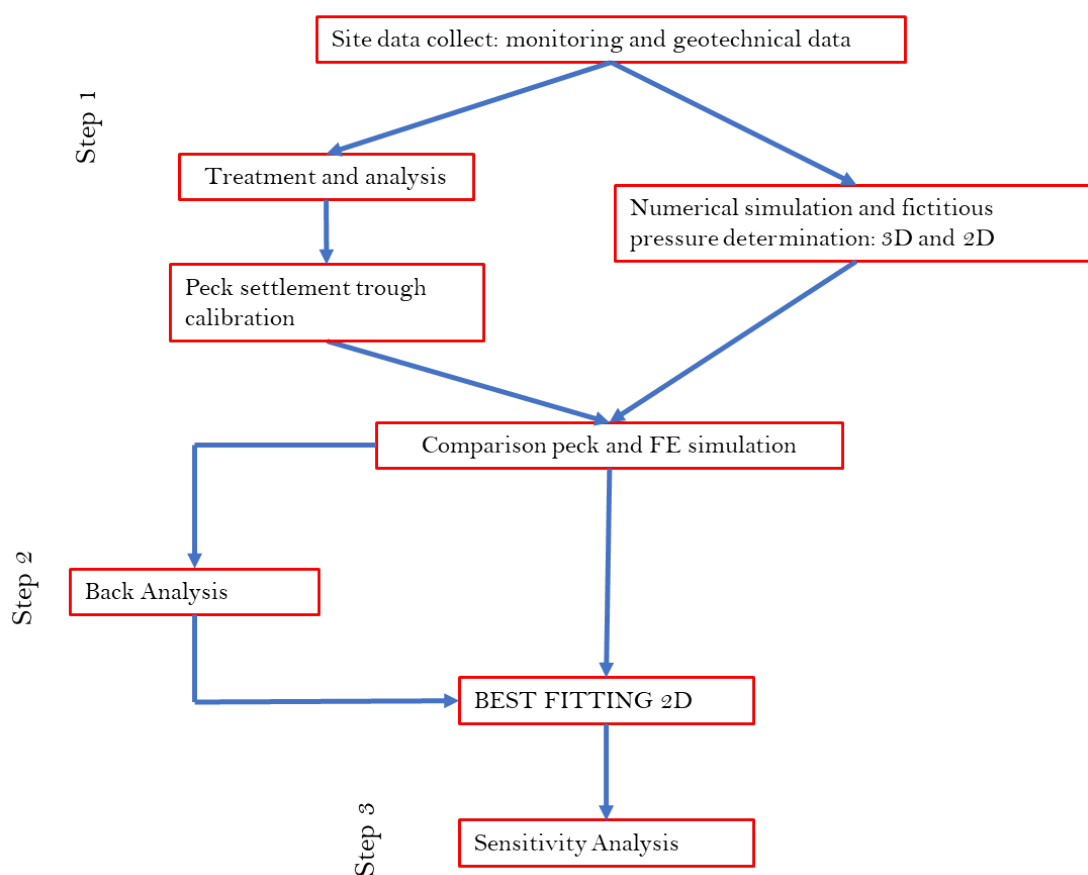 Site data collect: monitoring and geotechnical data
Step 1
Treatment and analysis
Numerical simulation and fictitious
pressure determination: 3D and 2D
Peck settlement trough
calibration
Comparison peck and FE simulation
Step 2
Back Analysis
BEST FITTING 2D
Step 3
Sensitivity Analysis